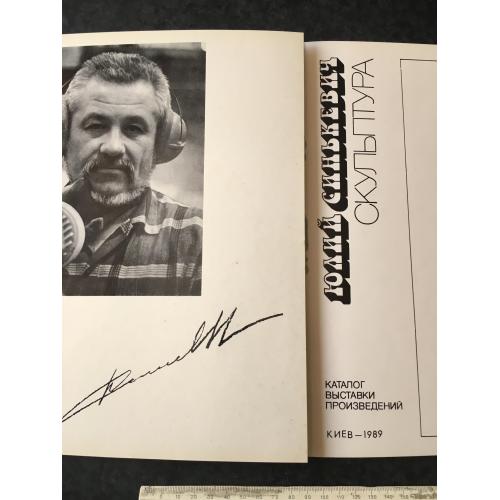 ЮЛИЙ СИНЬКЕВИЧ
СКУЛЬПТУРА
КАТАЛОГ
ВЫСТАВКИ
ПРОИЗВЕДЕНИЙ
КИЕВ — 1989